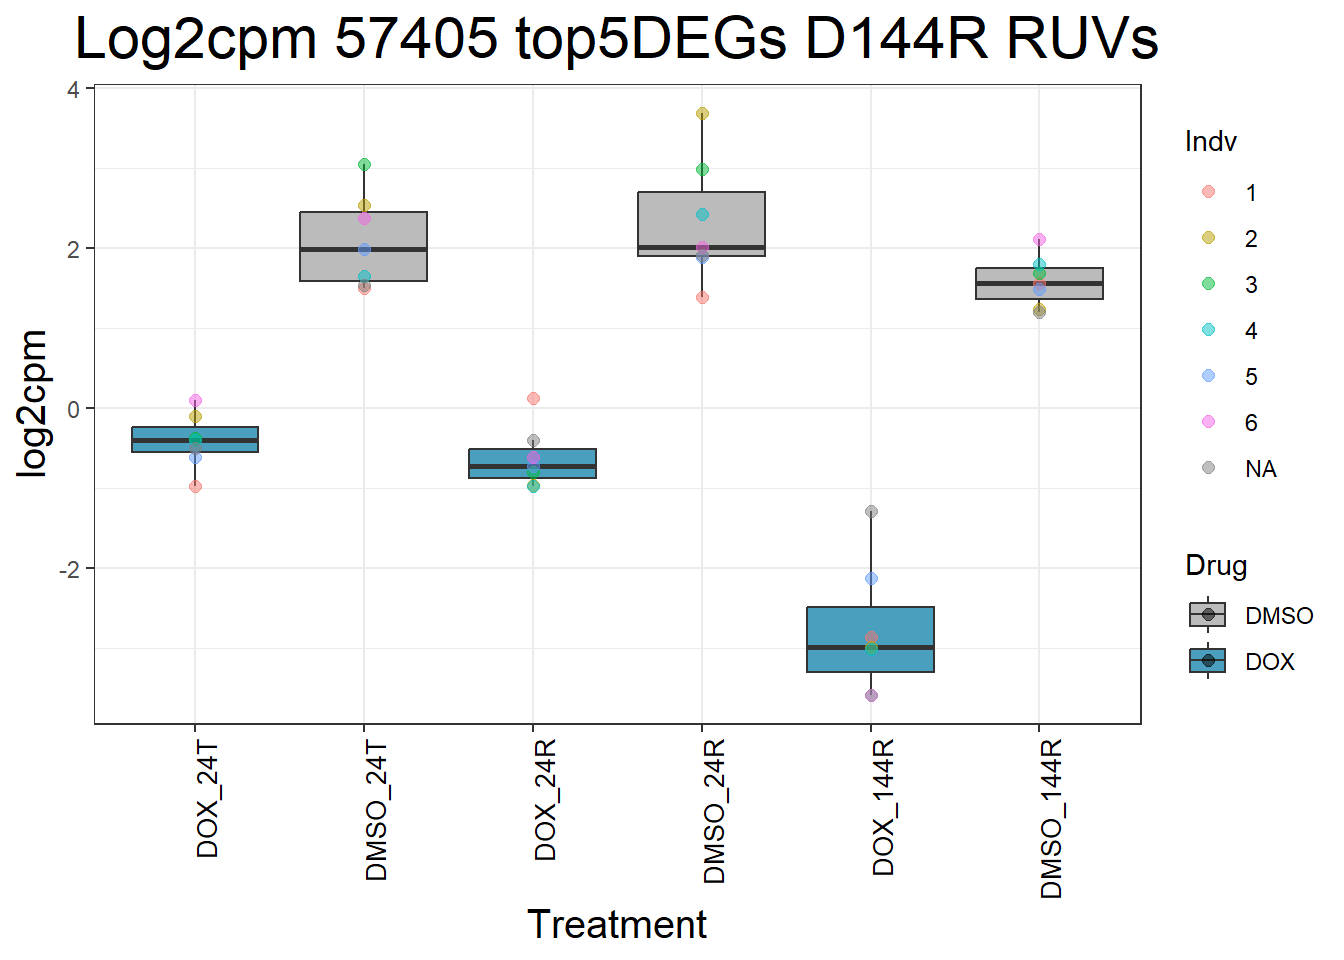 Log2cpm 57405 top5DEGs D144R RUVs
log2cpm
4
2
0
-2
DOX_24T
DMSO_24T
DOX_24R
DMSO_24R
DOX_144R
DMSO_144R
Treatment
Indv
1
2
3
4
5
6
NA
Drug
DMSO
DOX